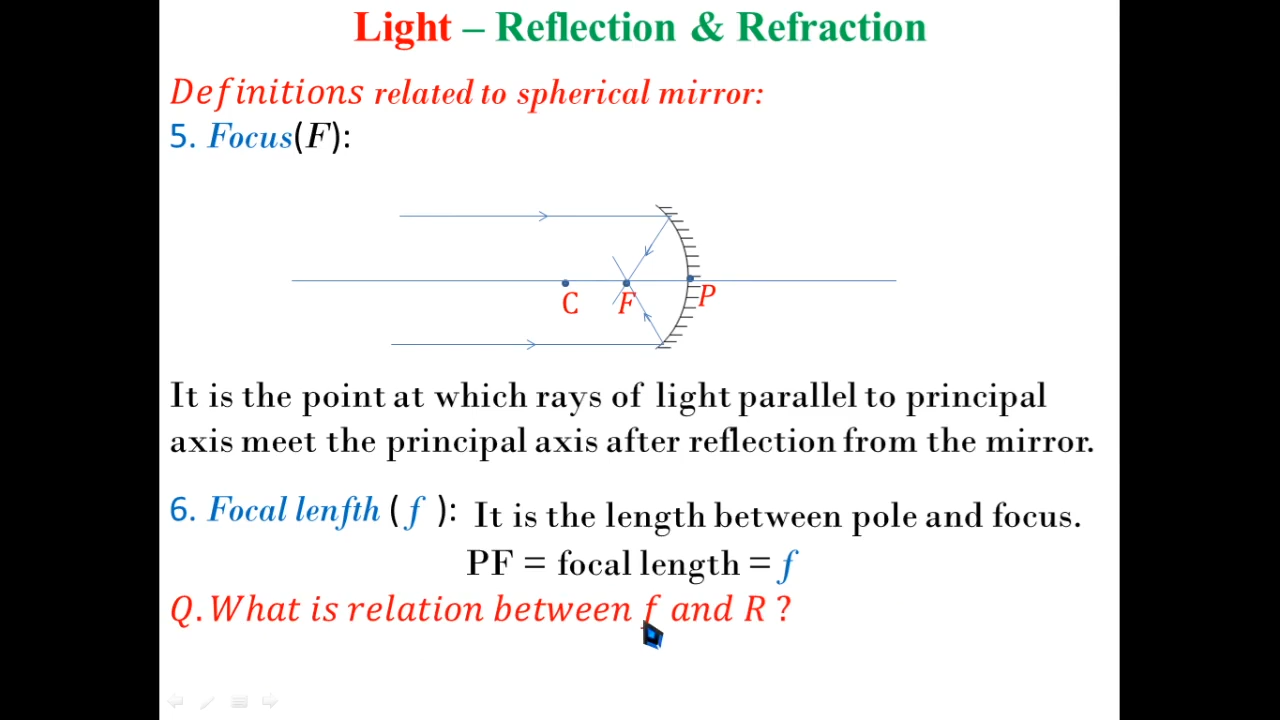 Light – Reflection & Refraction
Definitions related to spherical mirror:
5. Focus(F):
C
F
P
It is the point at which rays of light parallel to principal
axis meet the principal axis after reflection from the mirror.
6. Focal lenfth ( f ): It is the length between pole and focus.
PF = focal length = f
Q. What is relation between f and R ?